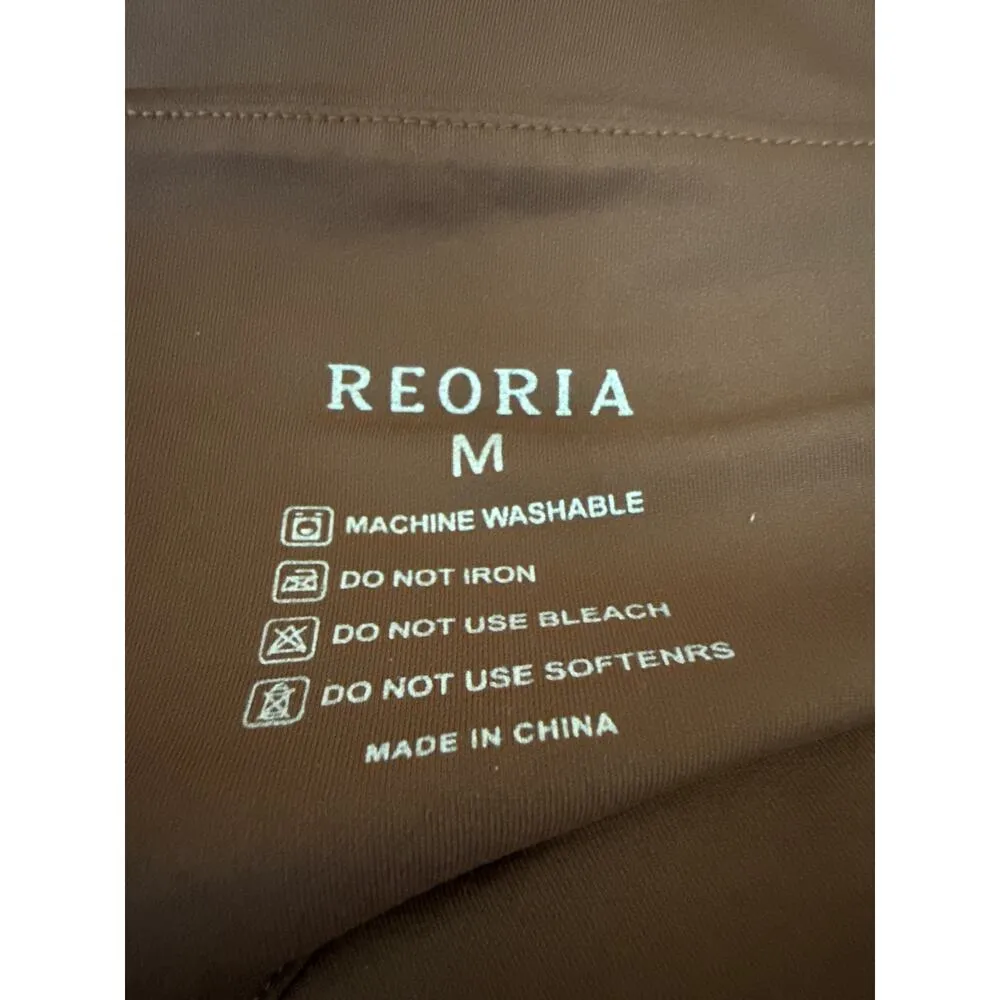 REORIA
M
MACHINE WASHABLE
DO NOT IRON
DO NOT USE BLEACH
DO NOT USE SOFTENRS
MADE IN CHINA